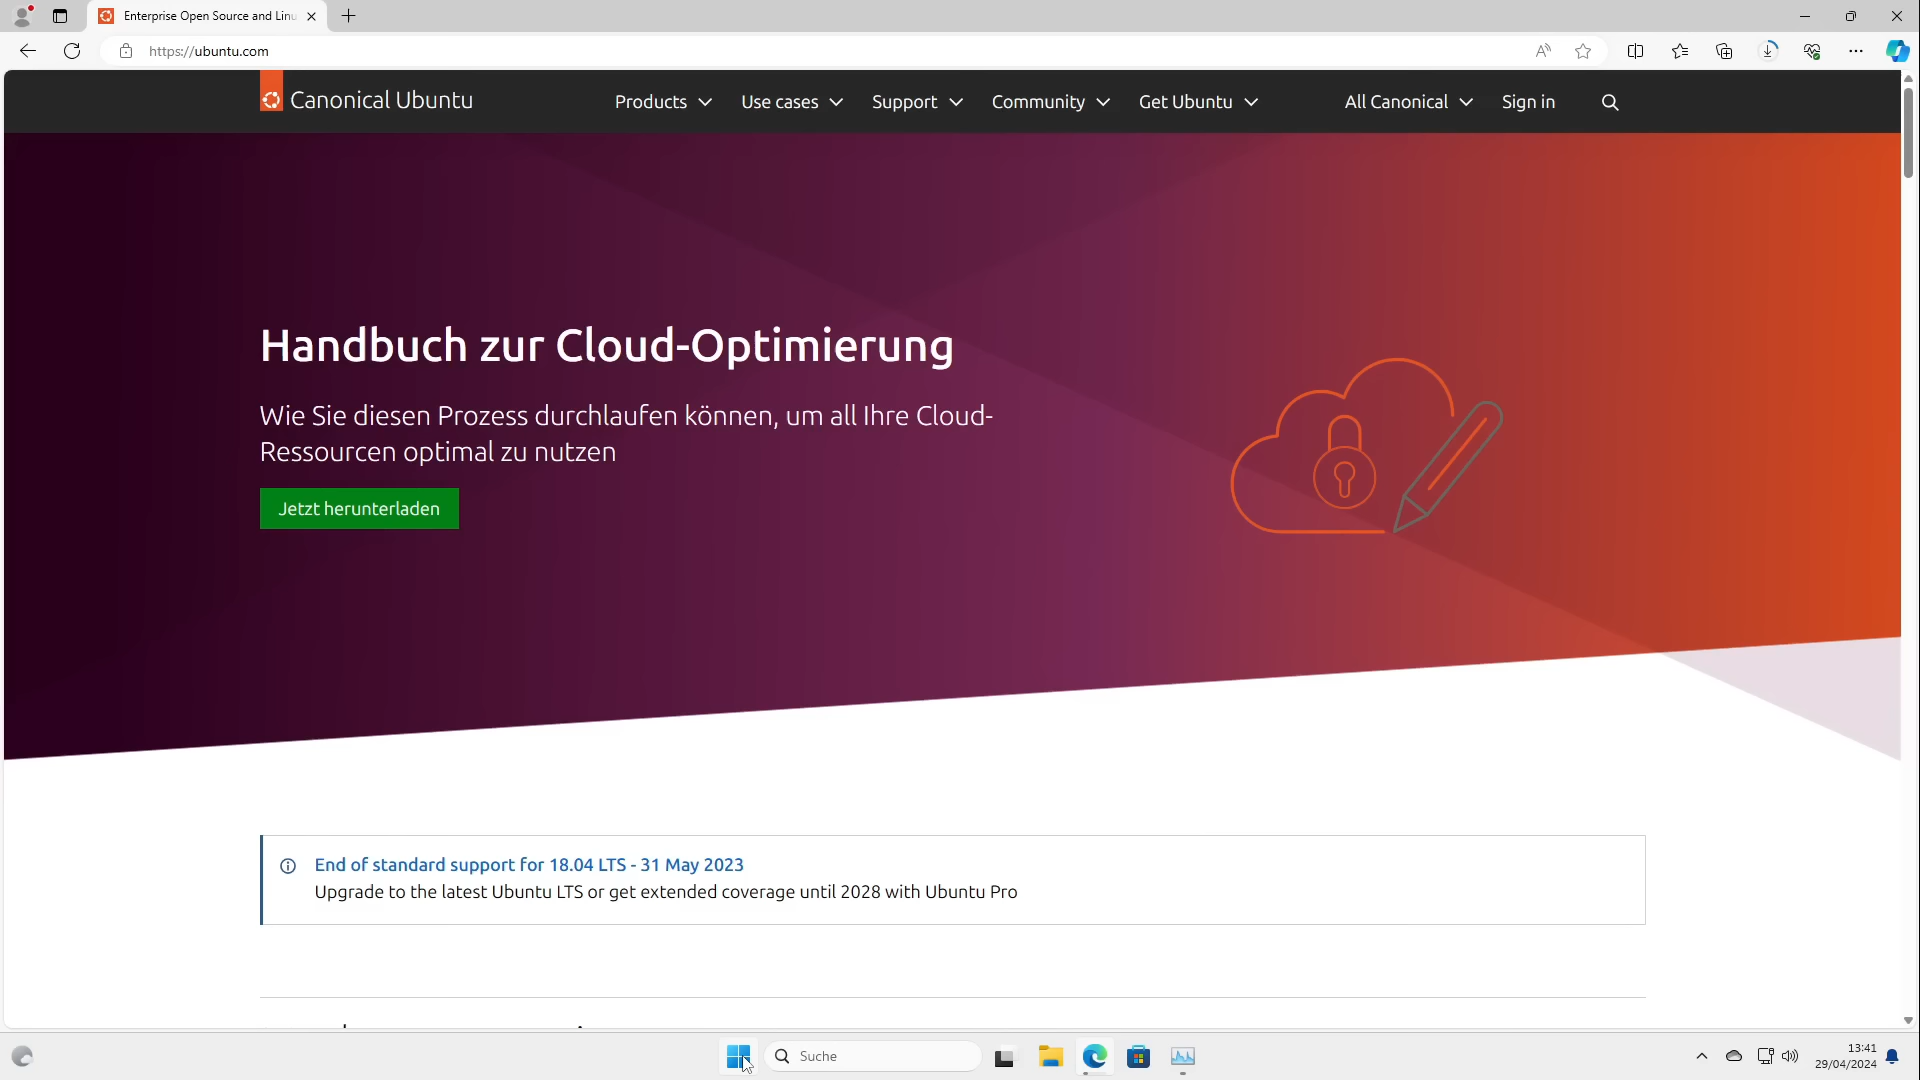 Enterprise Open Source and Linu
https://ubuntu.com
Canonical Ubuntu
Products
Use cases
Support
Community
Get Ubuntu
All Canonical
Sign in
Handbuch zur Cloud-Optimierung
Wie Sie diesen Prozess durchlaufen können, um all Ihre Cloud-
Ressourcen optimal zu nutzen
Jetzt herunterladen
End of standard support for 18.04 LTS - 31 May 2023
Upgrade to the latest Ubuntu LTS or get extended coverage until 2028 with Ubuntu Pro
Suche
13:41
29/04/2024